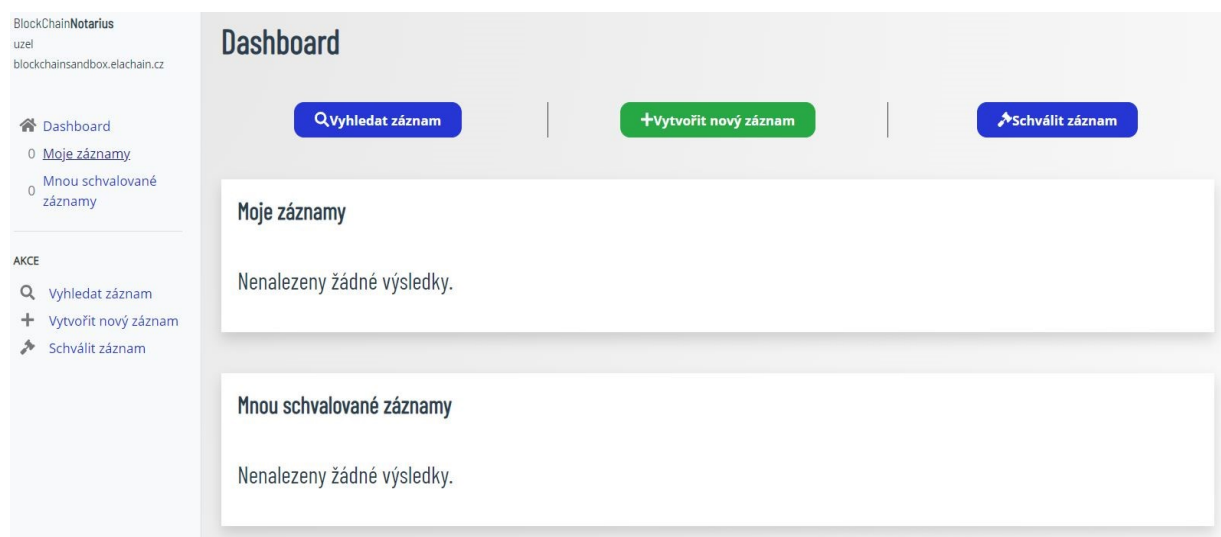 BlockChainNotarius
uzel
blockchainsandbox.elachain.cz
Dashboard
0 Moje záznamy
0 Mnou schvalované
záznamy
AKCE
Vyhledat záznam
Vytvořit nový záznam
Schválit záznam
Dashboard
Vyhledat záznam
Vytvořit nový záznam
Schválit záznam
Moje záznamy
Nenalezeny žádné výsledky.
Mnou schvalované záznamy
Nenalezeny žádné výsledky.